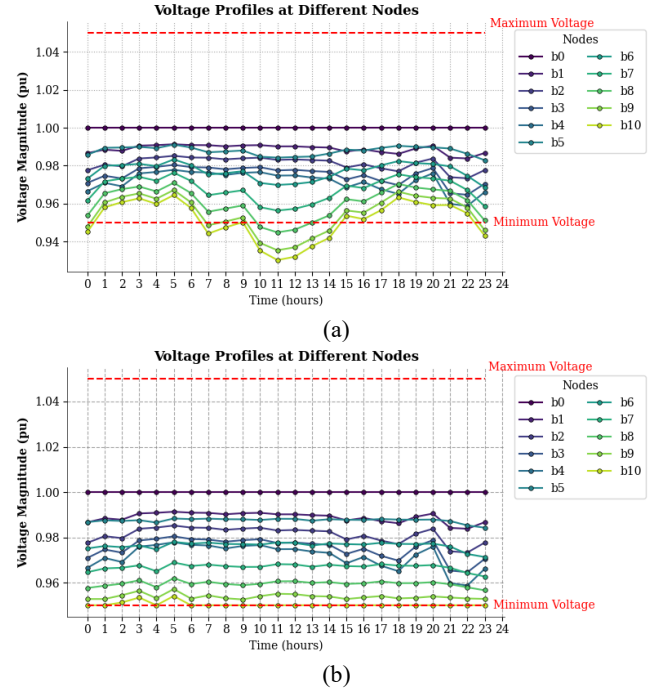 Voltage Profiles at Different Nodes
Maximum Voltage
Voltage Magnitude (pu)
1.04
1.02
1.00
0.98
0.96
0.94
Minimum Voltage
0 1 2 3 4 5 6 7 8 9 10 11 12 13 14 15 16 17 18 19 20 21 22 23 24
Time (hours)
Nodes
b0 b6
b1 b7
b2 b8
b3 b9
b4 b10
b5
(a)
Voltage Profiles at Different Nodes
Maximum Voltage
Voltage Magnitude (pu)
1.04
1.02
1.00
0.98
0.96
Minimum Voltage
0 1 2 3 4 5 6 7 8 9 10 11 12 13 14 15 16 17 18 19 20 21 22 23 24
Time (hours)
Nodes
b0 b6
b1 b7
b2 b8
b3 b9
b4 b10
b5
(b)